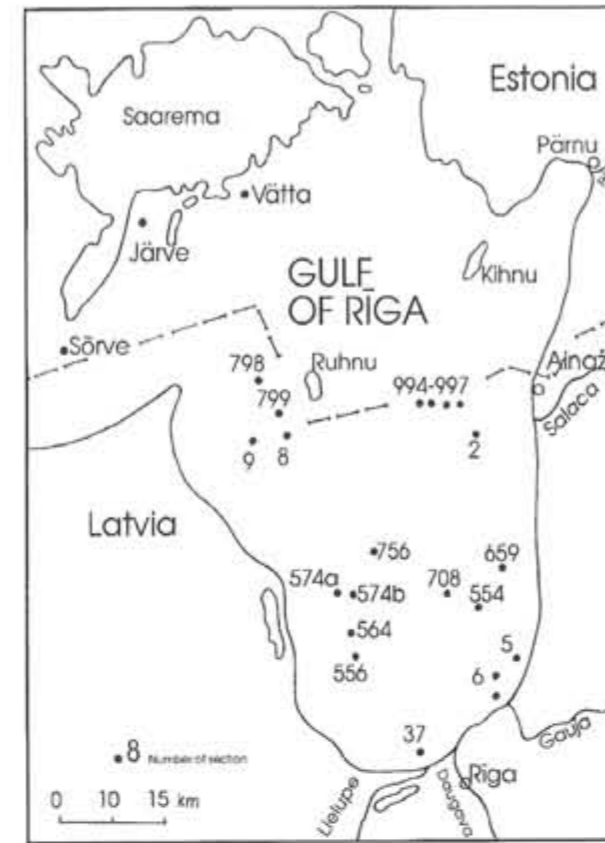 Estonia
Saarema
Pärnu
Vätta
Järve
Kihnu
GULF
OF RĪGA
Sõrve
798
Ruhnu
Ainaž
799
994-997
Salaca
9
8
2
Latvia
756
659
574a
574b
708
554
564
556
5
6
37
Gauja
8 Number of section
Rīga
Lielupe
Daugava
0 10 15 km